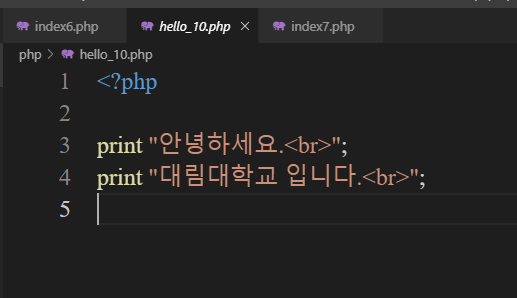 index6.php hello_10.php × index7.php
php > hello_10.php
1 <?php
2
3 print "안녕하세요.<br>";
4 print "대림대학교 입니다.<br>";
5